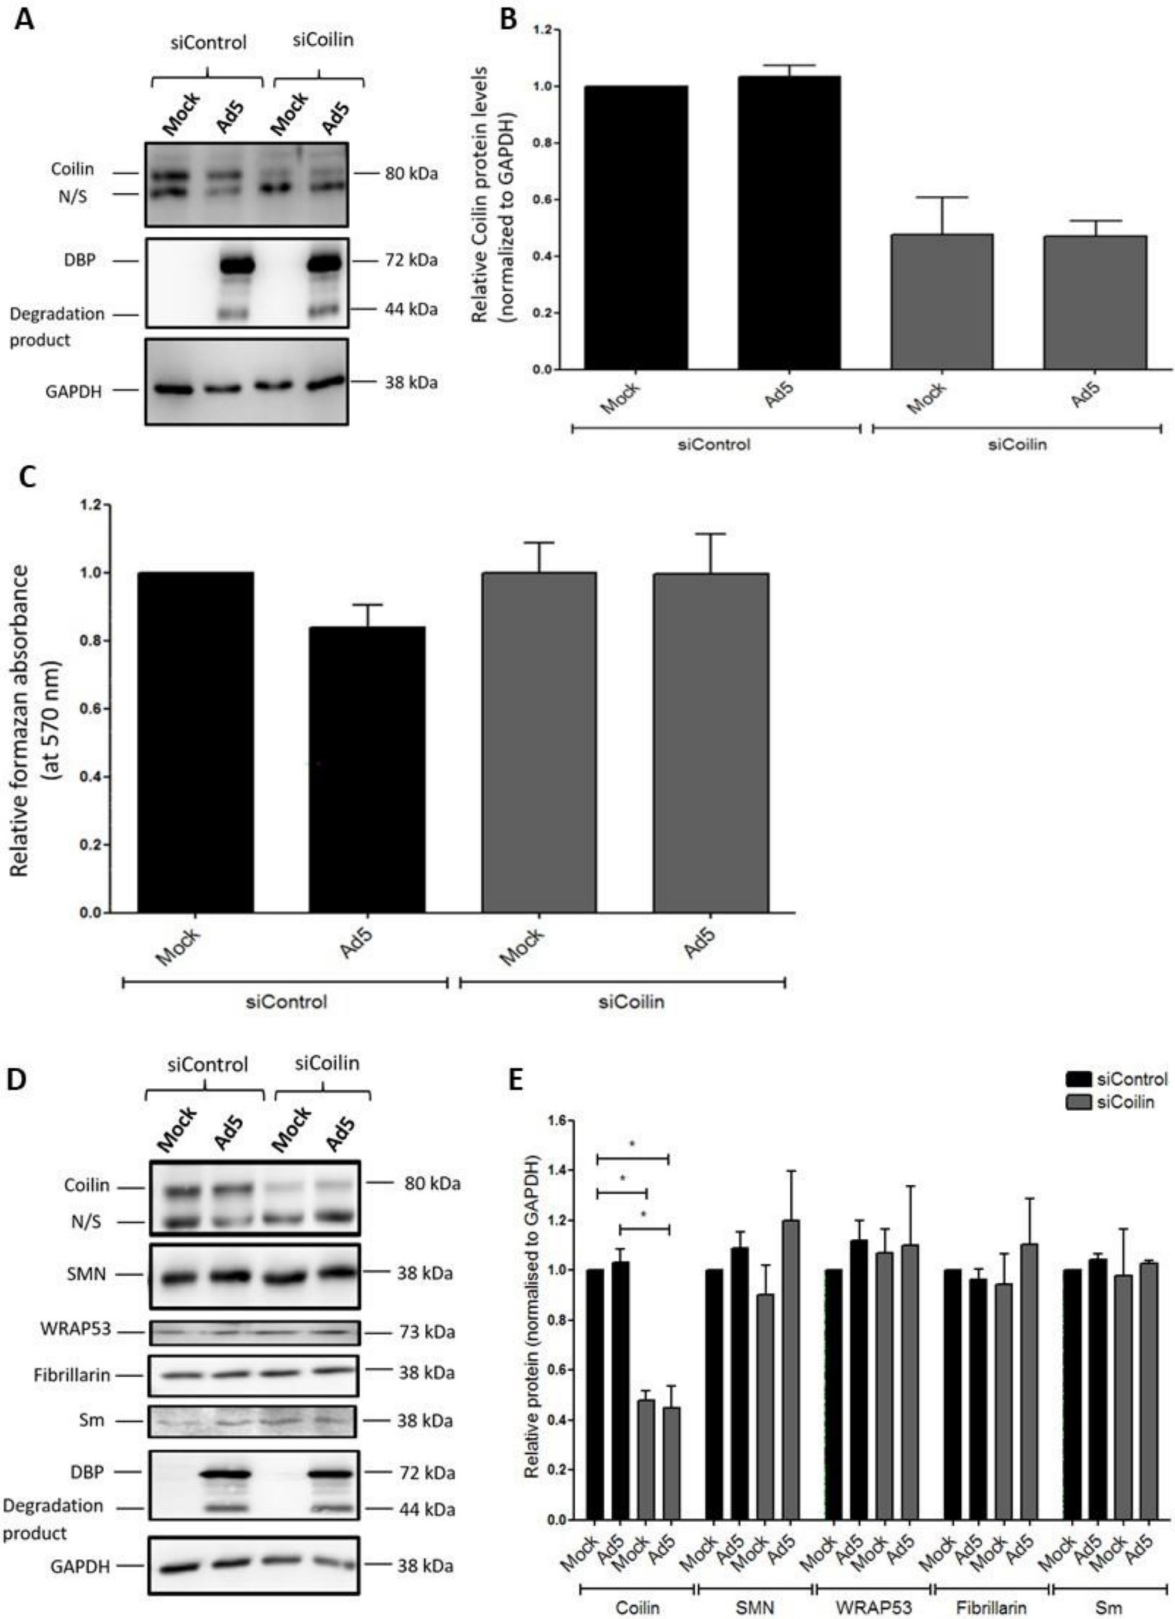 A
siControl
siCoilin
Mock
Ad5
Mock
Ad5
Coilin
80 kDa
N/S
DBP
72 kDa
Degradation
product
44 kDa
GAPDH
38 kDa
B
Relative Coilin protein levels
(normalized to GAPDH)
1.2
1.0
0.8
0.6
0.4
0.2
0.0
Mock
Ad5
Mock
Ad5
siControl
siCoilin
C
Relative formazan absorbance
(at 570 nm)
1.2
1.0
0.8
0.6
0.4
0.2
0.0
Mock
Ad5
Mock
Ad5
siControl
siCoilin
D
siControl
siCoilin
Mock
Ad5
Mock
Ad5
Coilin
80 kDa
N/S
SMN
38 kDa
WRAP53
73 kDa
Fibrillarin
38 kDa
Sm
38 kDa
DBP
72 kDa
Degradation
product
44 kDa
GAPDH
38 kDa
E
siControl
siCoilin
Relative protein (normalised to GAPDH)
1.6
1.4
1.2
1.0
0.8
0.6
0.4
0.2
0.0
*
*
*
Mock
Ad5
Mock
Ad5
Mock
Ad5
Mock
Ad5
Mock
Ad5
Mock
Ad5
Mock
Ad5
Mock
Ad5
Mock
Ad5
Mock
Ad5
Coilin
SMN
WRAP53
Fibrillarin
Sm